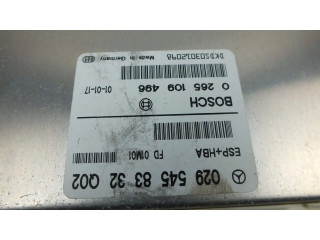 029 545 83 32 Q02
ESP+HBA FD 01M01
BOSCH
0 265 109 496 01-01-17
DKDS03012098 Made in Germany